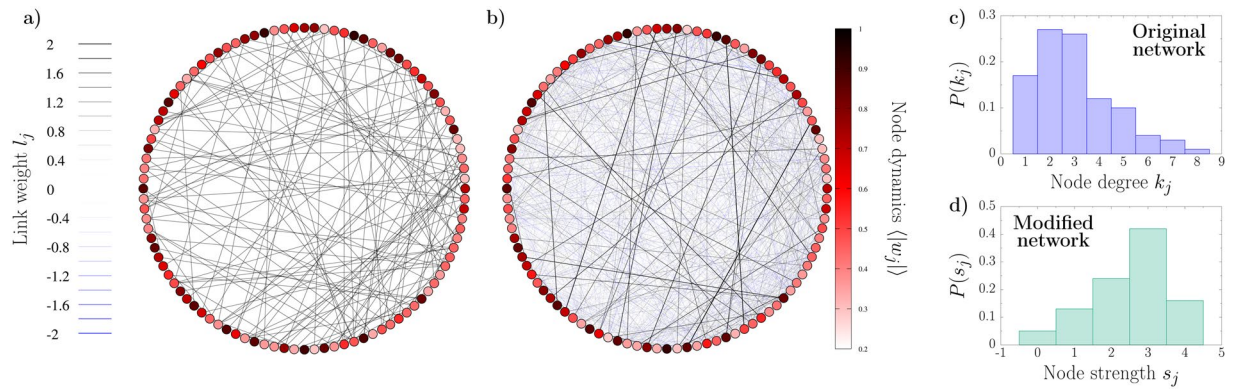 a)
2
1.6
1.2
0.8
0.4
0
-0.4
-0.8
-1.2
-1.6
-2
Link weight l_j
b)
1
0.9
0.8
0.7
0.6
0.5
0.4
0.3
0.2
Node dynamics ⟨|w_j|⟩
c)
Original
network
0.3
0.2
0.1
0
0 1 2 3 4 5 6 7 8 9
P(k_j)
Node degree k_j
d)
Modified
network
0.5
0.4
0.3
0.2
0.1
0
-1 0 1 2 3 4 5
P(s_j)
Node strength s_j